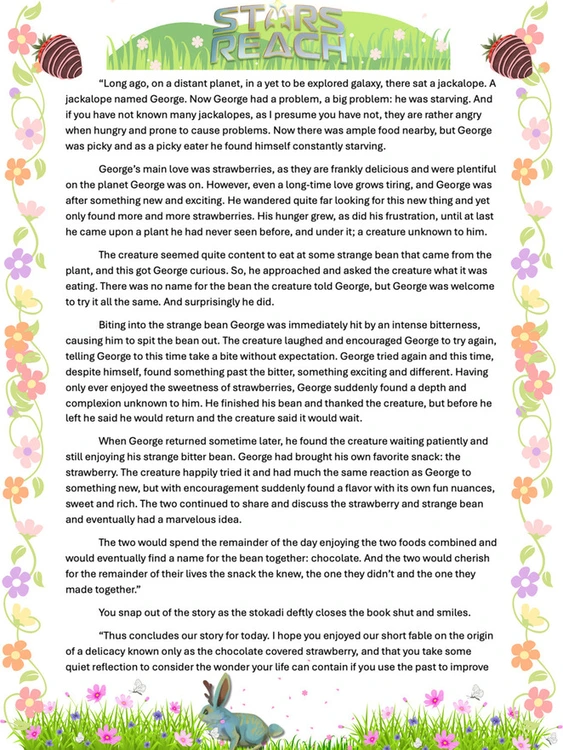 STARS
REACH
“Long ago, on a distant planet, in a yet to be explored galaxy, there sat a jackalope. A
jackalope named George. Now George had a problem, a big problem: he was starving. And
if you have not known many jackalopes, as I presume you have not, they are rather angry
when hungry and prone to cause problems. Now there was ample food nearby, but George
was picky and as a picky eater he found himself constantly starving.
George’s main love was strawberries, as they are frankly delicious and were plentiful
on the planet George was on. However, even a long-time love grows tiring, and George was
after something new and exciting. He wandered quite far looking for this new thing and yet
only found more and more strawberries. His hunger grew, as did his frustration, until at last
he came upon a plant he had never seen before, and under it; a creature unknown to him.
The creature seemed quite content to eat at some strange bean that came from the
plant, and this got George curious. So, he approached and asked the creature what it was
eating. There was no name for the bean the creature told George, but George was welcome
to try it all the same. And surprisingly he did.
Biting into the strange bean George was immediately hit by an intense bitterness,
causing him to spit the bean out. The creature laughed and encouraged George to try again,
telling George to this time take a bite without expectation. George tried again and this time,
despite himself, found something past the bitter, something exciting and different. Having
only ever enjoyed the sweetness of strawberries, George suddenly found a depth and
complexion unknown to him. He finished his bean and thanked the creature, but before he
left he said he would return and the creature said it would wait.
When George returned sometime later, he found the creature waiting patiently and
still enjoying his strange bitter bean. George had brought his own favorite snack: the
strawberry. The creature happily tried it and had much the same reaction as George to
something new, but with encouragement suddenly found a flavor with its own fun nuances,
sweet and rich. The two continued to share and discuss the strawberry and strange bean
and eventually had a marvelous idea.
The two would spend the remainder of the day enjoying the two foods combined and
would eventually find a name for the bean together: chocolate. And the two would cherish
for the remainder of their lives the snack the knew, the one they didn’t and the one they
made together.”
You snap out of the story as the stokadi deftly closes the book shut and smiles.
“Thus concludes our story for today. I hope you enjoyed our short fable on the origin
of a delicacy known only as the chocolate covered strawberry, and that you take some
quiet reflection to consider the wonder your life can contain if you use the past to improve